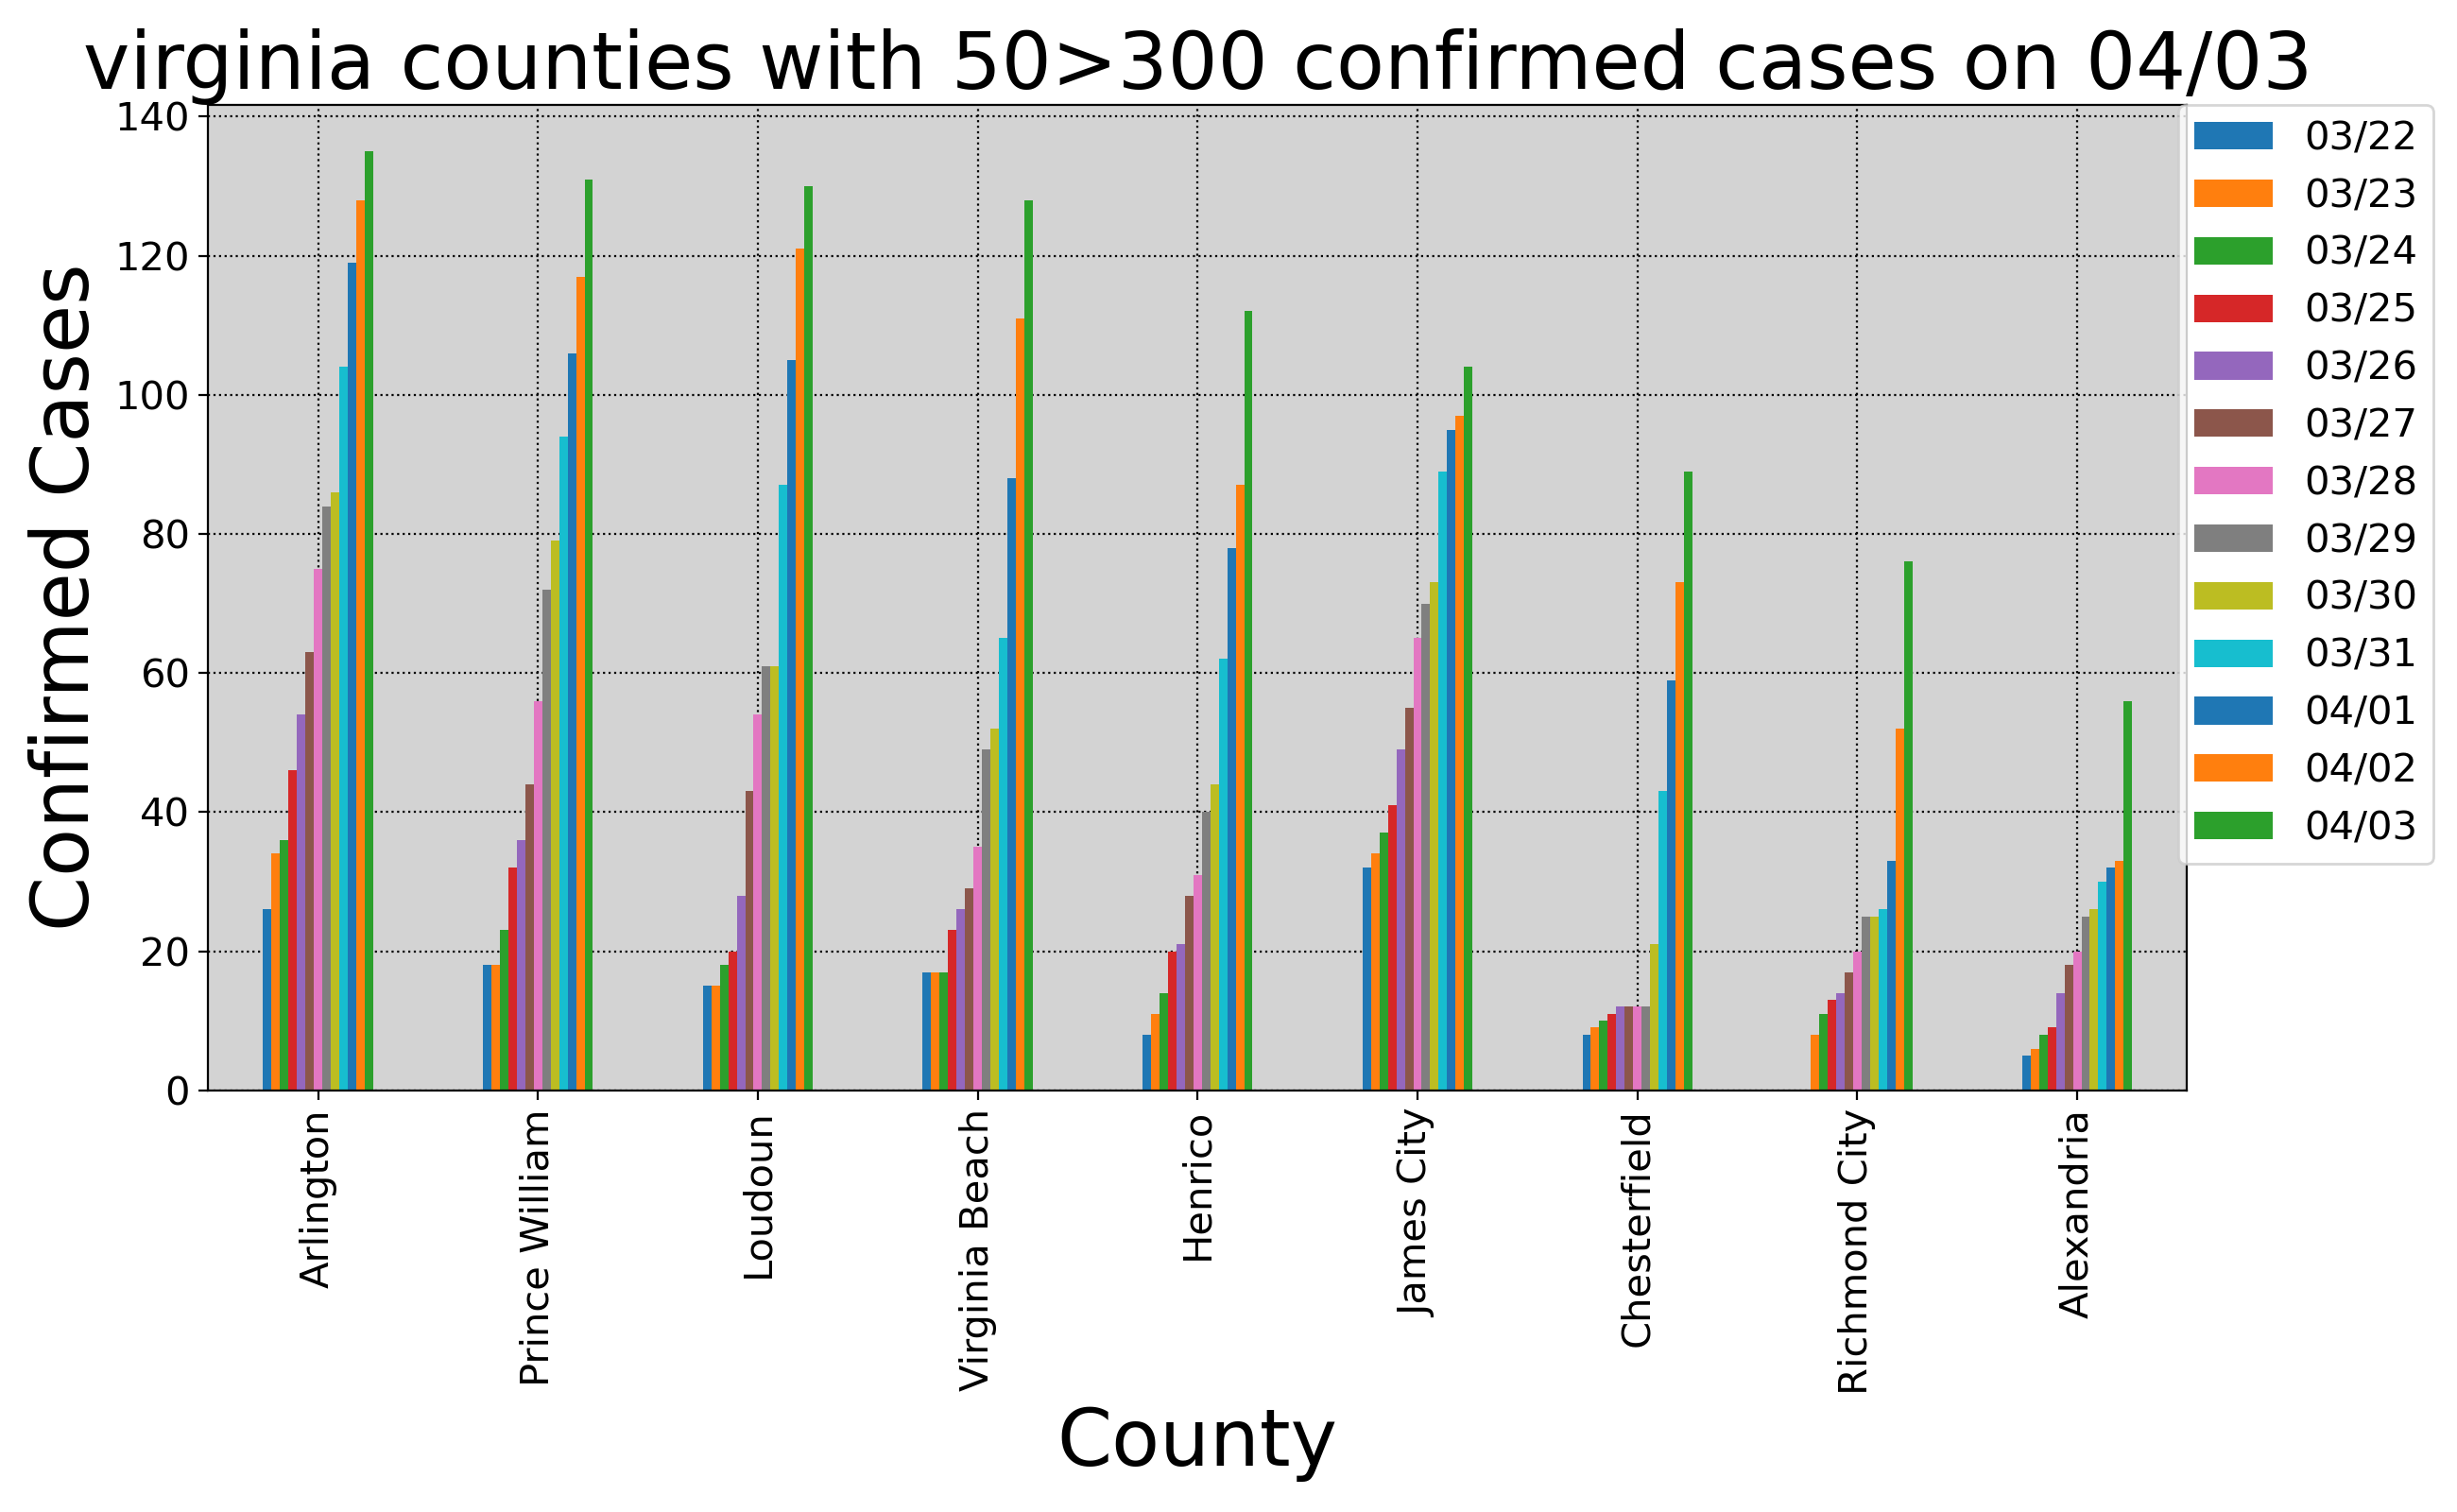 virginia counties with 50>300 confirmed cases on 04/03
Confirmed Cases
140
120
100
80
60
40
20
0
03/22
03/23
03/24
03/25
03/26
03/27
03/28
03/29
03/30
03/31
04/01
04/02
04/03
Arlington
Prince William
Loudoun
Virginia Beach
Henrico
James City
Chesterfield
Richmond City
Alexandria
County